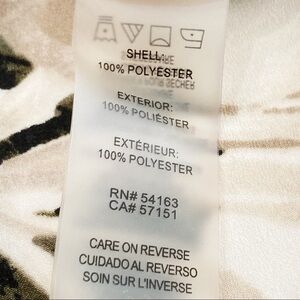 SHELL:
100% POLYESTER
EXTERIOR:
100% POLIÉSTER
EXTÉRIEUR:
100% POLYESTER
RN# 54163
CA# 57151
CARE ON REVERSE
CUIDADO AL REVERSO
SOIN SUR L'INVERSE